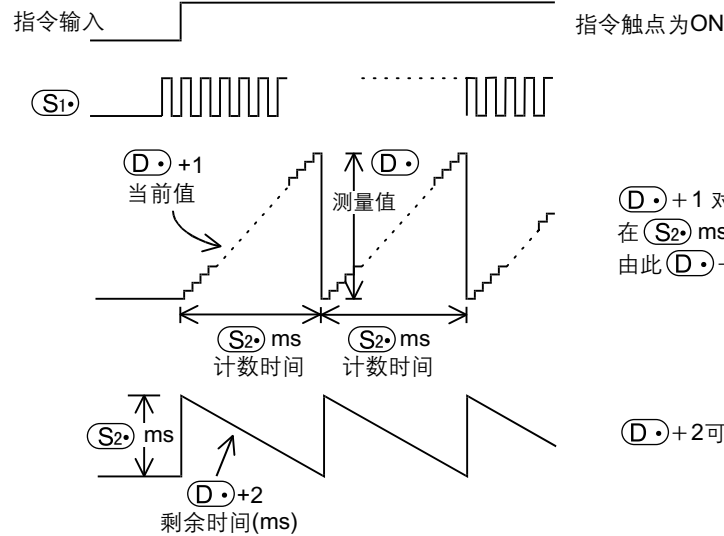 指令输入
指令触点为ON
S1•
D • +1
当前值
D •
测量值
D • + 1 对
在 S2• ms
由此 D •
S2• ms
计数时间
S2• ms
计数时间
S2• ms
D • + 2可
D • +2
剩余时间(ms)